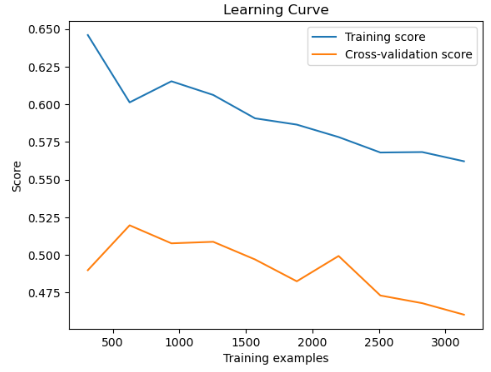 Learning Curve
Training score
Cross-validation score
0.650
0.625
0.600
0.575
0.550
0.525
0.500
0.475
Score
500
1000
1500
2000
2500
3000
Training examples